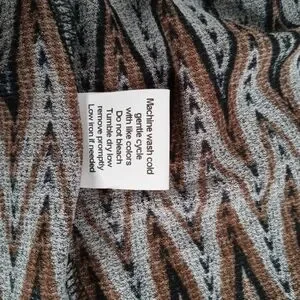 Machine wash cold
gentle cycle
with like colors
Do not bleach
Tumble dry low
remove promptly
Low iron if needed